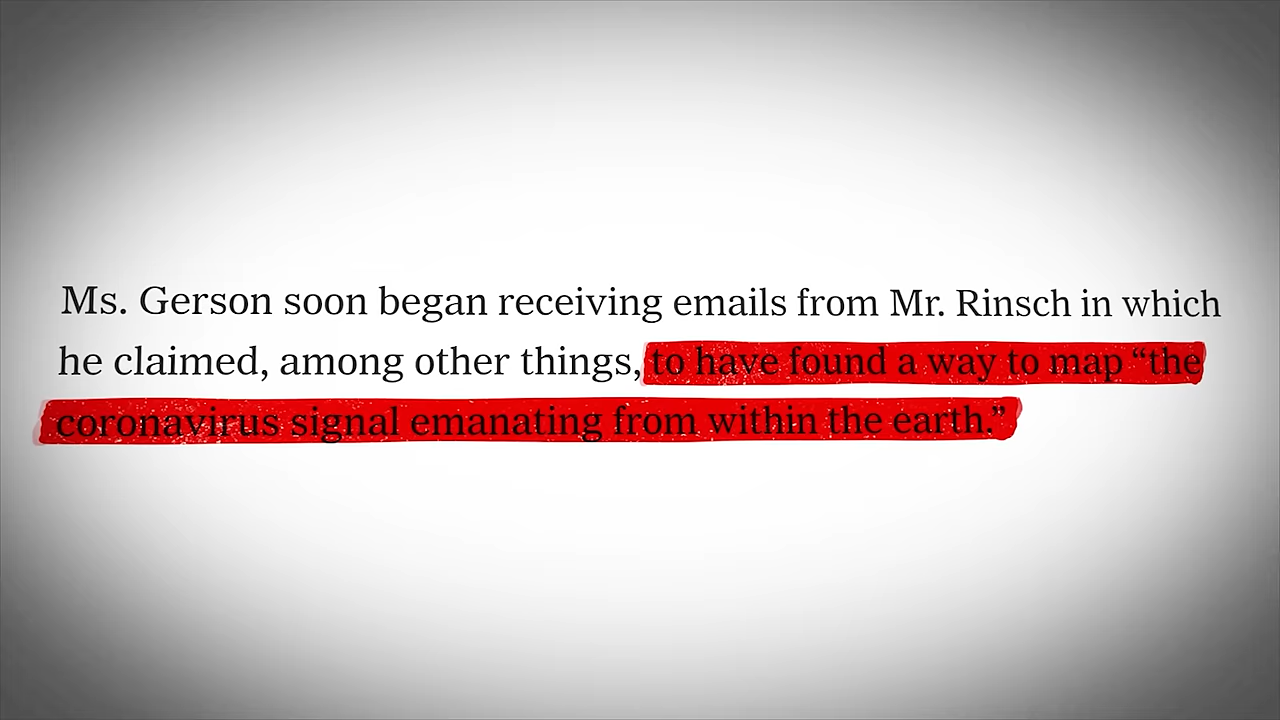 Ms. Gerson soon began receiving emails from Mr. Rinsch in which
he claimed, among other things, to have found a way to map “the
coronavirus signal emanating from within the earth.”